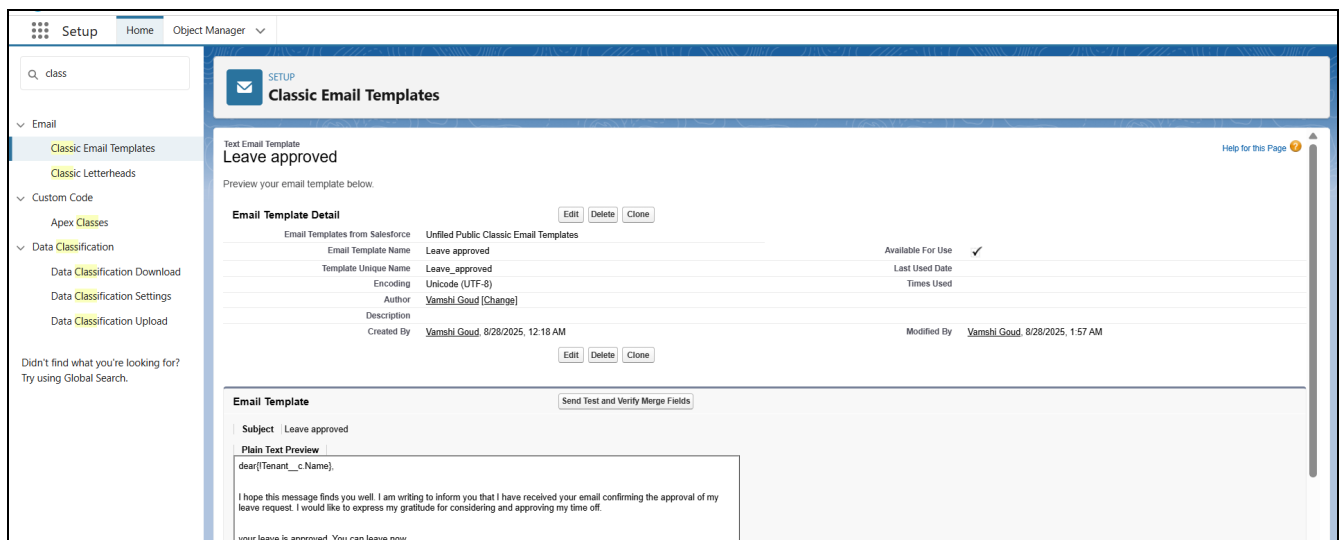 Setup
Home
Object Manager
class
Email
Classic Email Templates
Classic Letterheads
Custom Code
Apex Classes
Data Classification
Data Classification Download
Data Classification Settings
Data Classification Upload
Didn't find what you're looking for?
Try using Global Search.
SETUP
Classic Email Templates
Text Email Template
Leave approved
Help for this Page ?
Preview your email template below.
Email Template Detail Edit Delete Clone
Email Templates from Salesforce Unfiled Public Classic Email Templates
Email Template Name Leave approved Available For Use ✓
Template Unique Name Leave_approved Last Used Date
Encoding Unicode (UTF-8) Times Used
Author Vamshi Goud [Change]
Description
Created By Vamshi Goud, 8/28/2025, 12:18 AM Modified By Vamshi Goud, 8/28/2025, 1:57 AM
Edit Delete Clone
Email Template Send Test and Verify Merge Fields
Subject Leave approved
Plain Text Preview
dear{!Tenant__c.Name},
I hope this message finds you well. I am writing to inform you that I have received your email confirming the approval of my
leave request. I would like to express my gratitude for considering and approving my time off.
your leave is approved. You can leave now